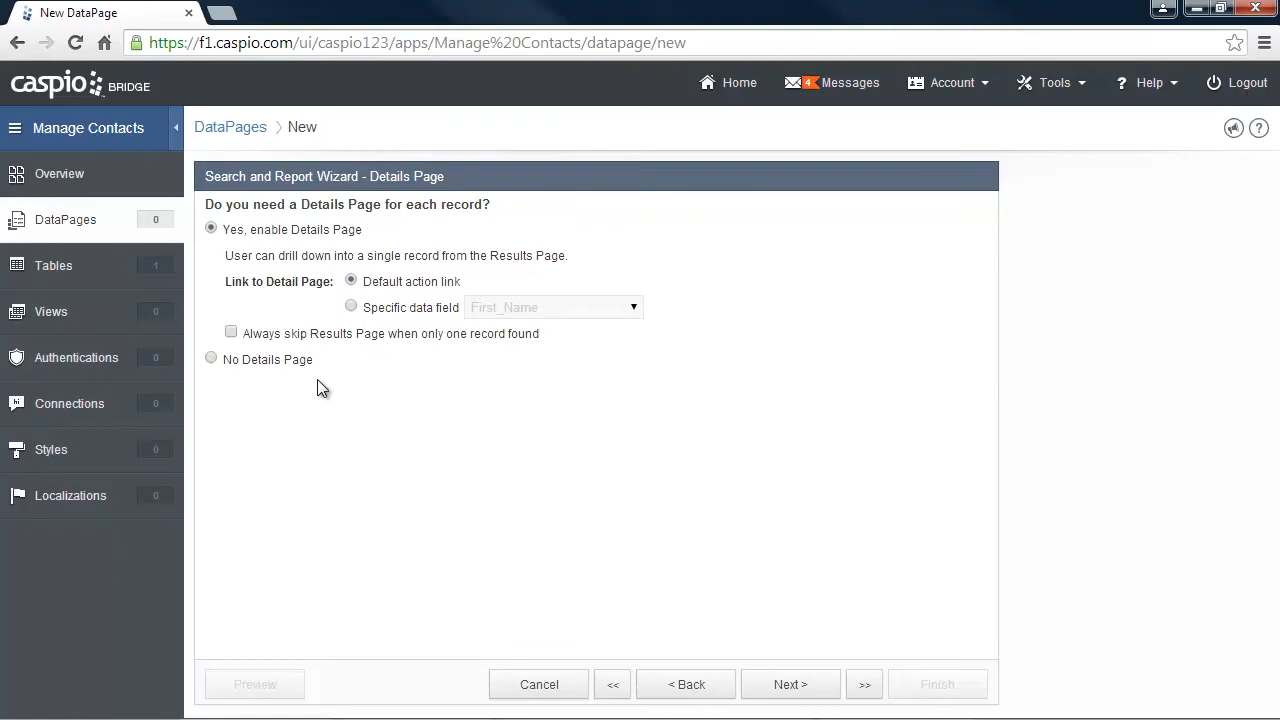 New DataPage
https://f1.caspio.com/ui/caspio123/apps/Manage%20Contacts/datapage/new
caspio BRIDGE
Home
4 Messages
Account
Tools
? Help
Logout
Manage Contacts
DataPages > New
?
Overview
DataPages 0
Tables 1
Views 0
Authentications 0
hi Connections 0
Styles 0
Localizations 0
Search and Report Wizard - Details Page
Do you need a Details Page for each record?
Yes, enable Details Page
User can drill down into a single record from the Results Page.
Link to Detail Page: Default action link
Specific data field First_Name
Always skip Results Page when only one record found
No Details Page
Preview
Cancel
<<
< Back
Next >
>>
Finish